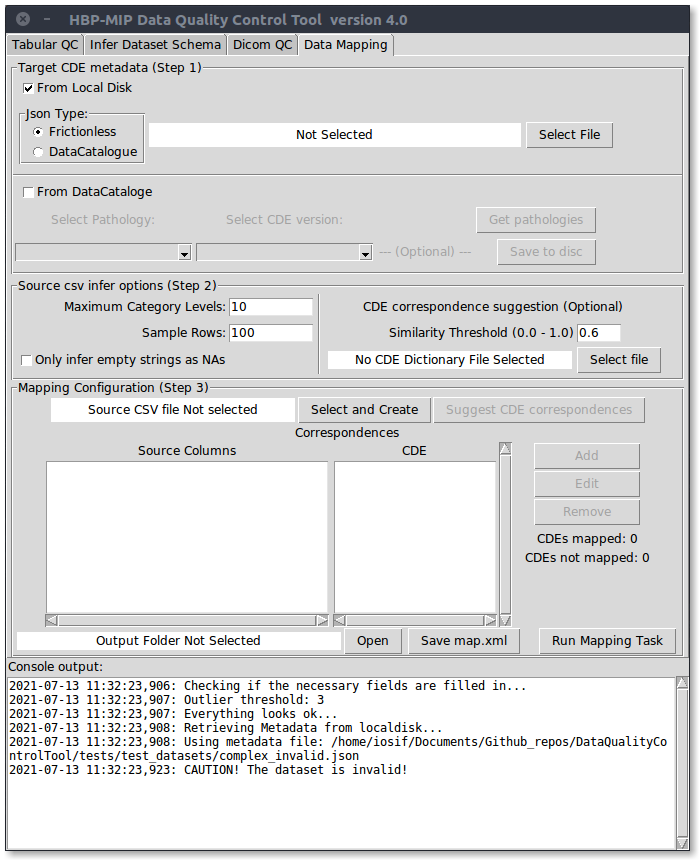 HBP-MIP Data Quality Control Tool  version 4.0
Tabular QC Infer Dataset Schema Dicom QC Data Mapping
Target CDE metadata (Step 1)
From Local Disk
Json Type:
Frictionless
DataCatalogue
Not Selected
Select File
From DataCataloge
Select Pathology: Select CDE version: Get pathologies
--- (Optional) --- Save to disc
Source csv infer options (Step 2)
Maximum Category Levels: 10
Sample Rows: 100
Only infer empty strings as NAs
CDE correspondence suggestion (Optional)
Similarity Threshold (0.0 - 1.0) 0.6
No CDE Dictionary File Selected Select file
Mapping Configuration (Step 3)
Source CSV file Not selected Select and Create Suggest CDE correspondences
Correspondences
Source Columns CDE
Add
Edit
Remove
CDEs mapped: 0
CDEs not mapped: 0
Output Folder Not Selected Open Save map.xml Run Mapping Task
Console output:
2021-07-13 11:32:23,906: Checking if the necessary fields are filled in...
2021-07-13 11:32:23,907: Outlier threshold: 3
2021-07-13 11:32:23,907: Everything looks ok...
2021-07-13 11:32:23,908: Retrieving Metadata from localdisk...
2021-07-13 11:32:23,908: Using metadata file: /home/iosif/Documents/Github_repos/DataQualityCo
ntrolTool/tests/test_datasets/complex_invalid.json
2021-07-13 11:32:23,923: CAUTION! The dataset is invalid!